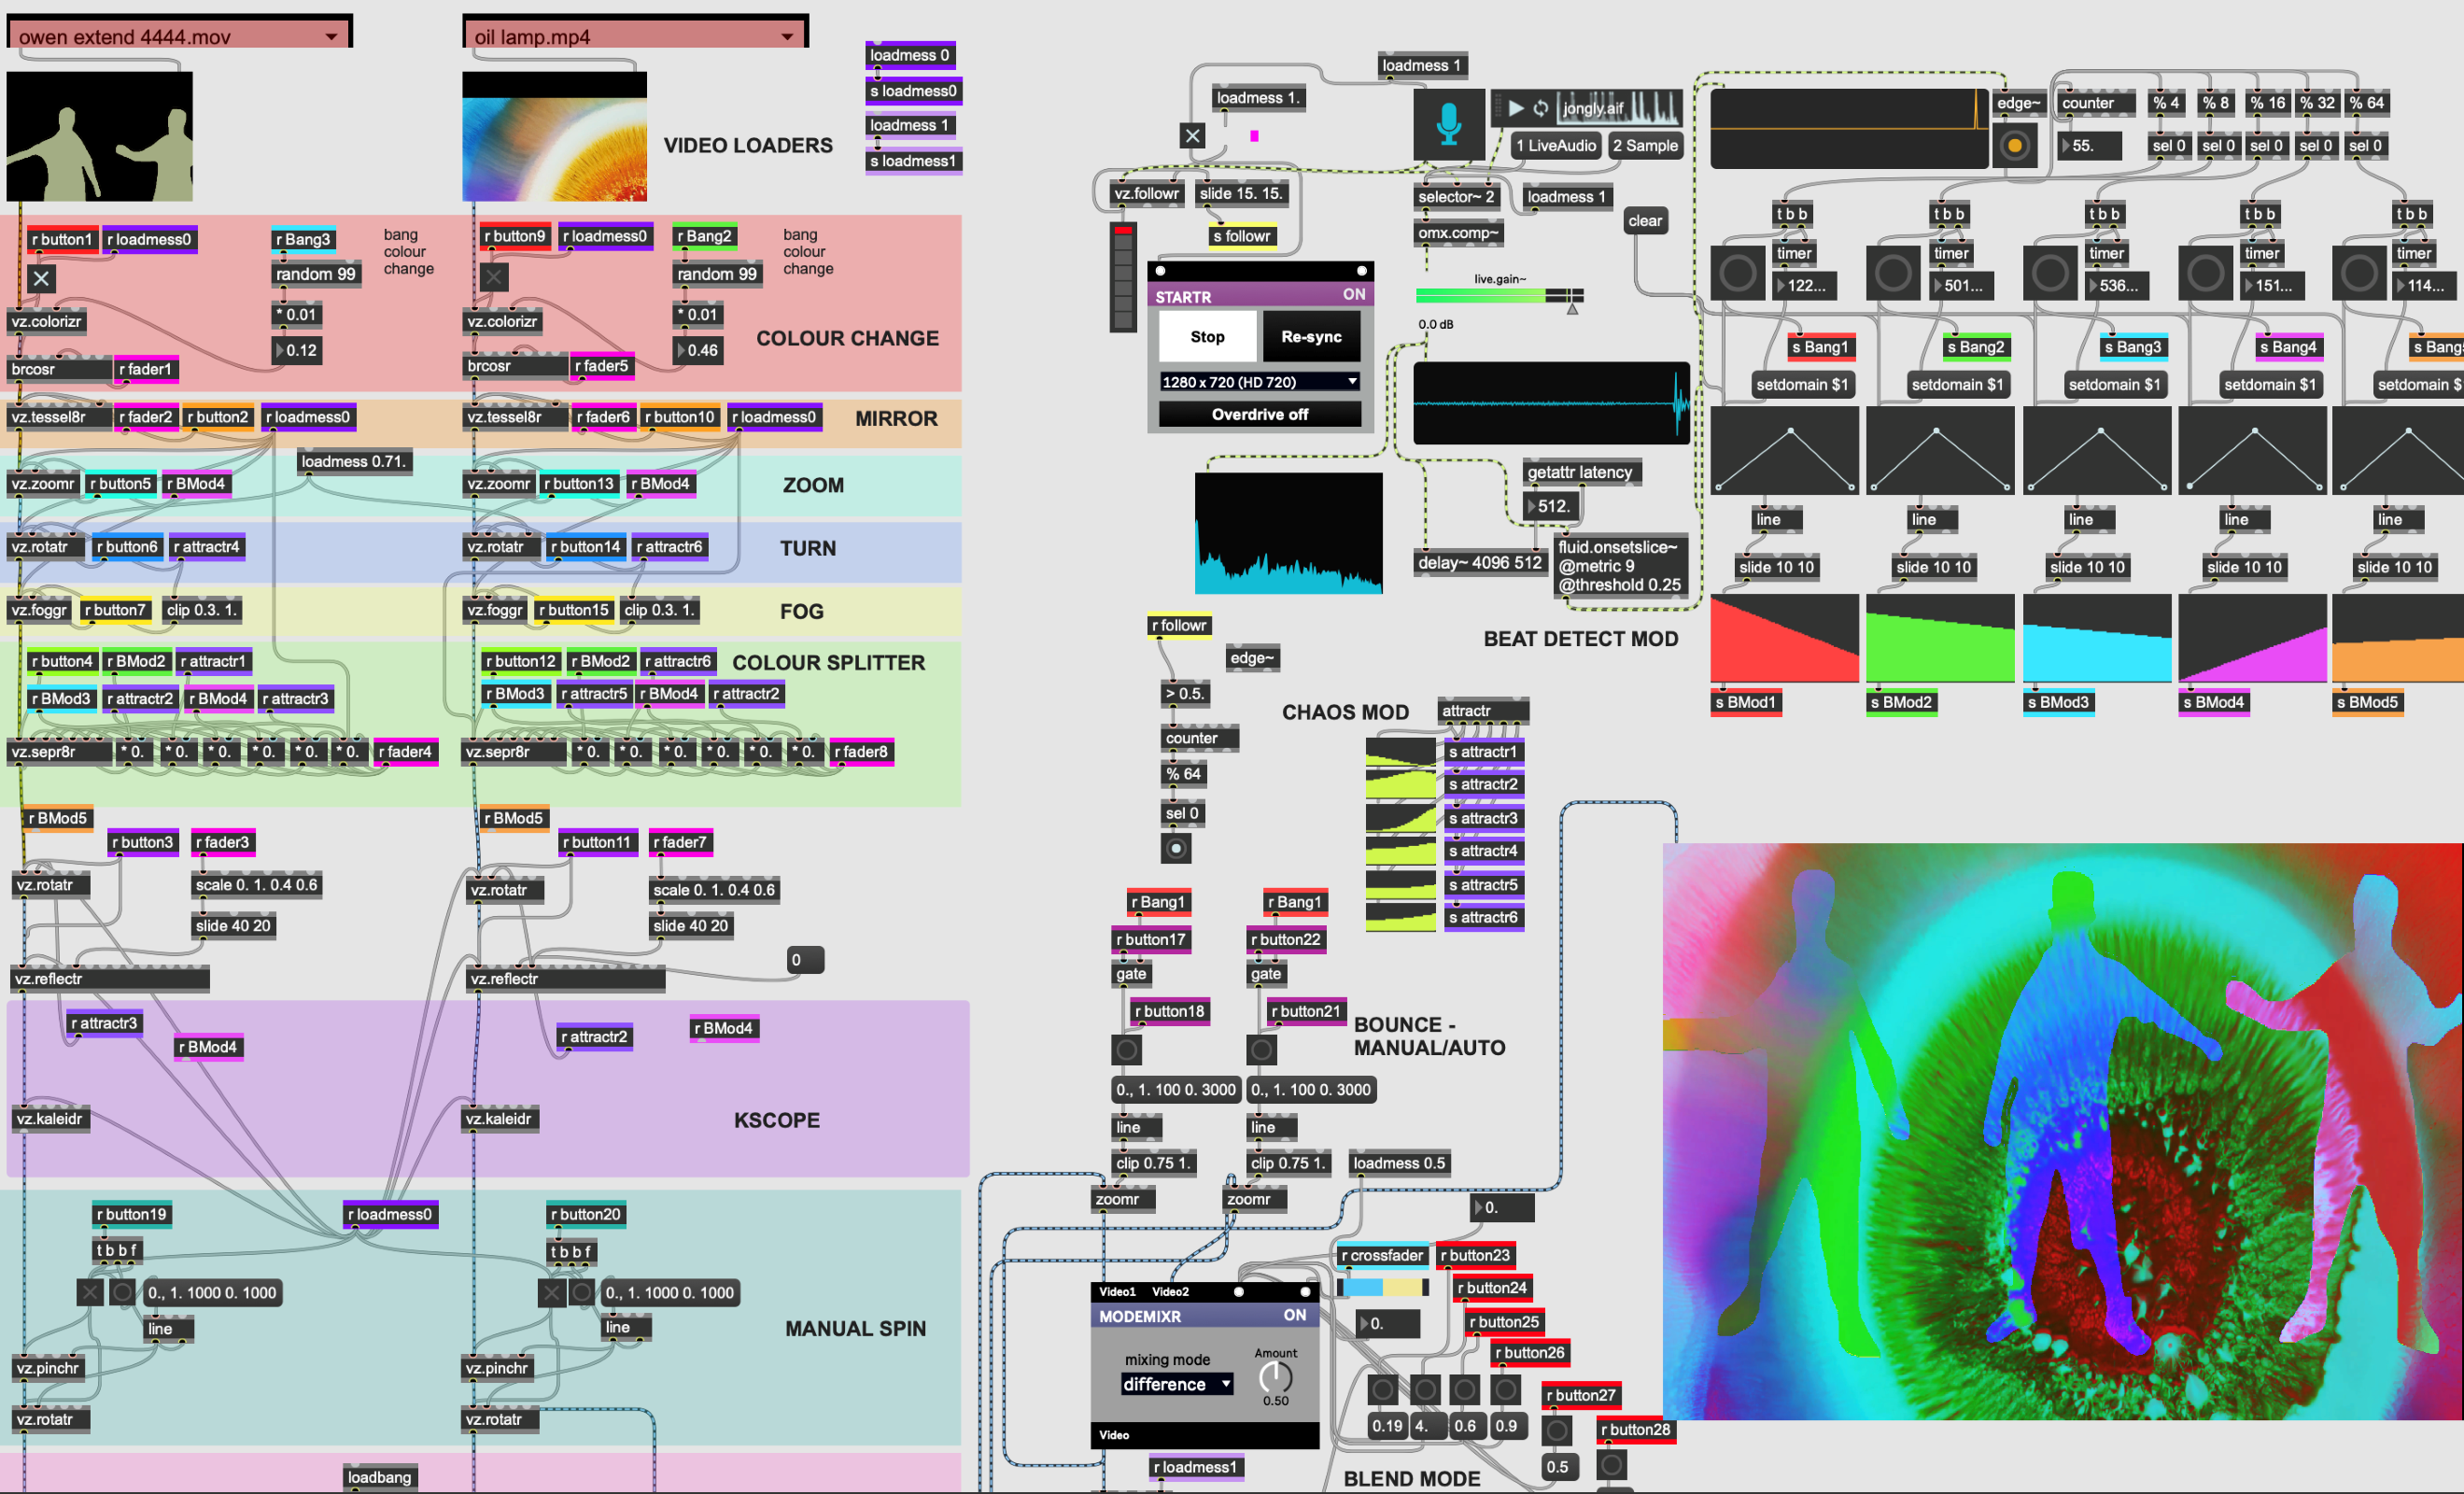 owen extend 4444.mov
oil lamp.mp4
VIDEO LOADERS
loadmess 0
s loadmess0
loadmess 1
s loadmess1
r button1
r loadmess0
r Bang3
random 99
* 0.01
0.12
bang
colour
change
vz.colorizr
brcosr
r fader1
r button9
r loadmess0
r Bang2
random 99
* 0.01
0.46
bang
colour
change
vz.colorizr
brcosr
r fader5
COLOUR CHANGE
vz.tessel8r
r fader2
r button2
r loadmess0
vz.tessel8r
r fader6
r button10
r loadmess0
MIRROR
loadmess 0.71.
vz.zoomr
r button5
r BMod4
vz.zoomr
r button13
r BMod4
ZOOM
vz.rotatr
r button6
r attractr4
vz.rotatr
r button14
r attractr6
TURN
vz.foggr
r button7
clip 0.3. 1.
vz.foggr
r button15
clip 0.3. 1.
FOG
r button4
r BMod2
r attractr1
r BMod3
r attractr2
r BMod4
r attractr3
vz.sepr8r
* 0.
* 0.
* 0.
* 0.
* 0.
* 0.
r fader4
r button12
r BMod2
r attractr6
r BMod3
r attractr5
r BMod4
r attractr2
vz.sepr8r
* 0.
* 0.
* 0.
* 0.
* 0.
* 0.
r fader8
COLOUR SPLITTER
r BMod5
r button3
r fader3
vz.rotatr
scale 0. 1. 0.4 0.6
slide 40 20
vz.reflectr
r BMod5
r button11
r fader7
vz.rotatr
scale 0. 1. 0.4 0.6
slide 40 20
0
vz.reflectr
r attractr3
r BMod4
r attractr2
r BMod4
vz.kaleidr
vz.kaleidr
KSCOPE
r button19
r loadmess0
r button20
t b b f
0., 1. 1000 0. 1000
line
vz.pinchr
vz.rotatr
t b b f
0., 1. 1000 0. 1000
line
vz.pinchr
vz.rotatr
MANUAL SPIN
loadbang
loadmess 1
loadmess 1.
jongly.aif
1 LiveAudio
2 Sample
vz.followr
slide 15. 15.
s followr
selector~ 2
loadmess 1
omx.comp~
clear
STARTR
ON
Stop
Re-sync
1280 x 720 (HD 720)
Overdrive off
live.gain~
0.0 dB
getattr latency
512.
delay~ 4096 512
fluid.onsetslice~
@metric 9
@threshold 0.25
BEAT DETECT MOD
r followr
edge~
> 0.5.
counter
% 64
sel 0
CHAOS MOD
attractr
s attractr1
s attractr2
s attractr3
s attractr4
s attractr5
s attractr6
r Bang1
r Bang1
r button17
r button22
gate
gate
r button18
r button21
BOUNCE -
MANUAL/AUTO
0., 1. 100 0. 3000
0., 1. 100 0. 3000
line
line
clip 0.75 1.
clip 0.75 1.
loadmess 0.5
zoomr
zoomr
0.
r crossfader
r button23
r button24
r button25
r button26
r button27
r button28
0.
Video1
Video2
MODEMIXR
ON
mixing mode
difference
Amount
0.50
Video
0.19
4.
0.6
0.9
0.5
r loadmess1
BLEND MODE
edge~
counter
% 4
% 8
% 16
% 32
% 64
55.
sel 0
sel 0
sel 0
sel 0
sel 0
t b b
t b b
t b b
t b b
t b b
timer
timer
timer
timer
timer
122...
501...
536...
151...
114...
s Bang1
s Bang2
s Bang3
s Bang4
s Bang
setdomain $1
setdomain $1
setdomain $1
setdomain $1
setdomain $
line
line
line
line
line
slide 10 10
slide 10 10
slide 10 10
slide 10 10
slide 10 10
s BMod1
s BMod2
s BMod3
s BMod4
s BMod5